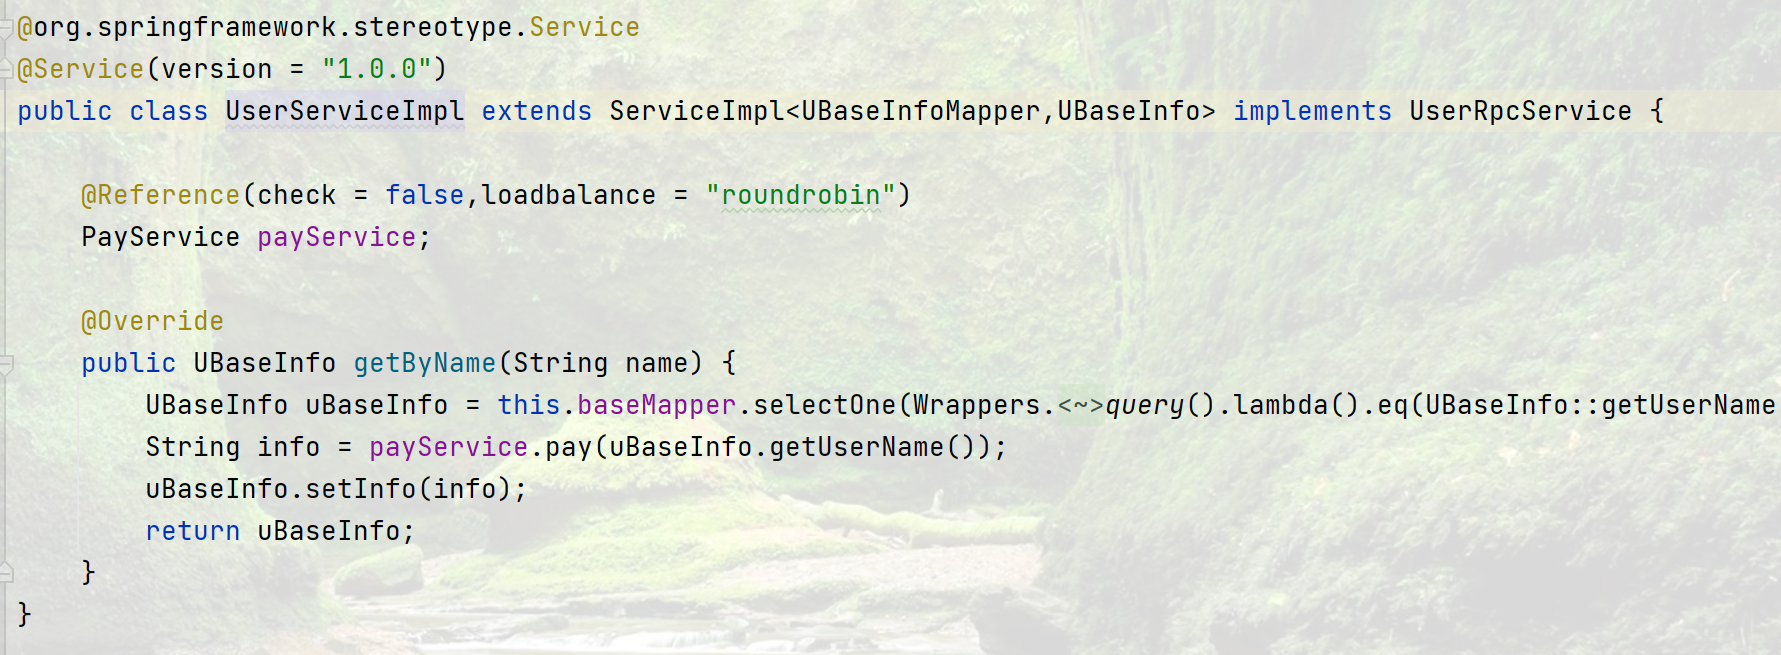 @org.springframework.stereotype.Service
@Service(version = "1.0.0")
public class UserServiceImpl extends ServiceImpl<UBaseInfoMapper,UBaseInfo> implements UserRpcService {
@Reference(check = false,loadbalance = "roundrobin")
PayService payService;
@Override
public UBaseInfo getByName(String name) {
UBaseInfo uBaseInfo = this.baseMapper.selectOne(Wrappers.<~>query().lambda().eq(UBaseInfo::getUserName
String info = payService.pay(uBaseInfo.getUserName());
uBaseInfo.setInfo(info);
return uBaseInfo;
}
}